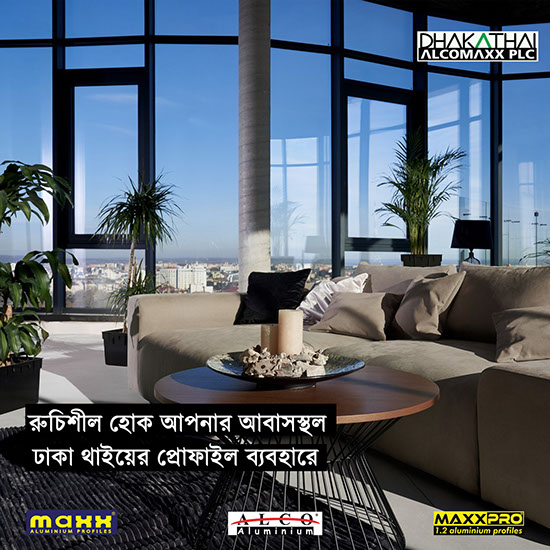 DHAKATHAI
ALCOMAXX PLC
রুচিশীল হোক আপনার আবাসস্থল
ঢাকা থাইয়ের প্রোফাইল ব্যবহারে
maxx
ALUMINIUM PROFILES
ALCO
Aluminium
MAXXPRO
1.2 aluminium profiles